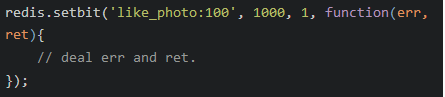 redis.setbit('like_photo:100', 1000, 1, function(err,
ret){
    // deal err and ret.
});